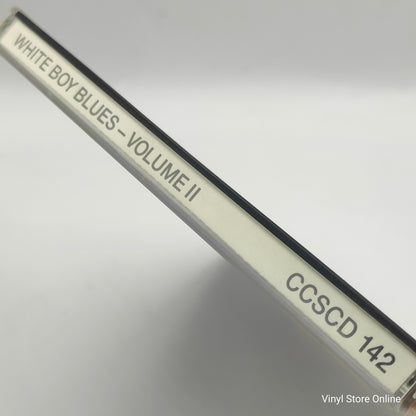 WHITE BOY BLUES – VOLUME II
CCSCD 142
Vinyl Store Online